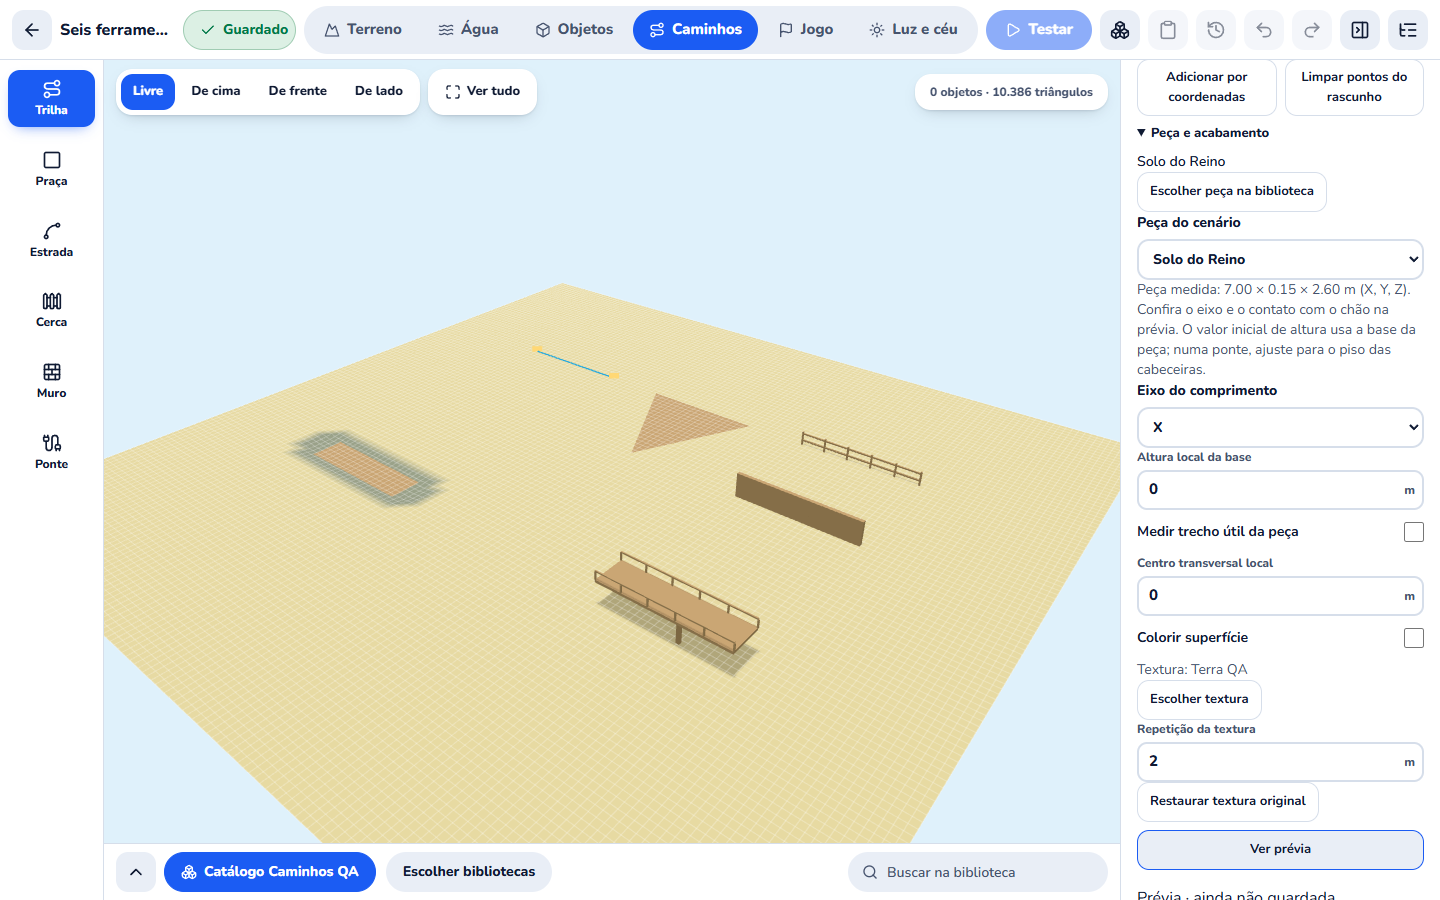 Seis ferrame...
Guardado
Terreno
Água
Objetos
Caminhos
Jogo
Luz e céu
Testar
Trilha
Praça
Estrada
Cerca
Muro
Ponte
Livre
De cima
De frente
De lado
Ver tudo
0 objetos · 10.386 triângulos
Adicionar por
coordenadas
Limpar pontos do
rascunho
Peça e acabamento
Solo do Reino
Escolher peça na biblioteca
Peça do cenário
Solo do Reino
Peça medida: 7.00 × 0.15 × 2.60 m (X, Y, Z).
Confira o eixo e o contato com o chão na
prévia. O valor inicial de altura usa a base da
peça; numa ponte, ajuste para o piso das
cabeceiras.
Eixo do comprimento
X
Altura local da base
0 m
Medir trecho útil da peça
Centro transversal local
0 m
Colorir superfície
Textura: Terra QA
Escolher textura
Repetição da textura
2 m
Restaurar textura original
Ver prévia
Prévia · ainda não guardada
Catálogo Caminhos QA
Escolher bibliotecas
Buscar na biblioteca